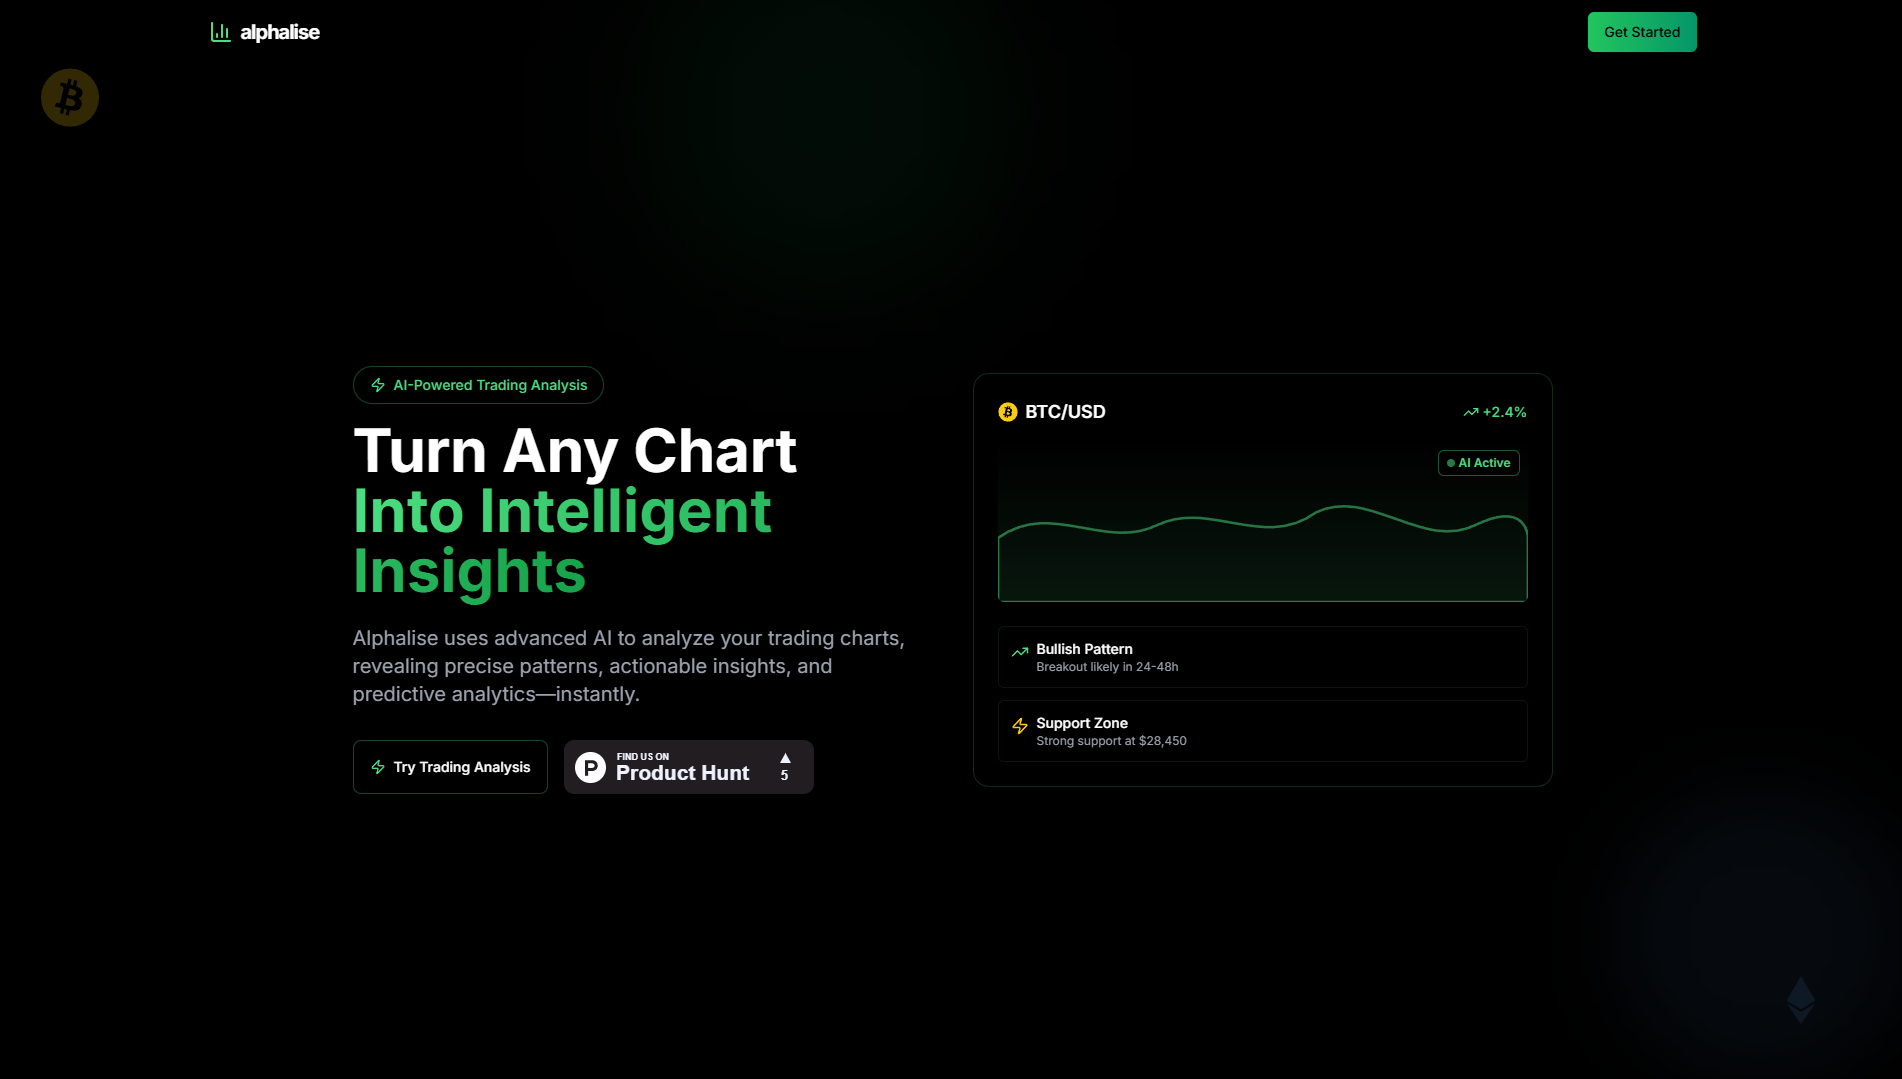 alphalise
Get Started
AI-Powered Trading Analysis
Turn Any Chart
Into Intelligent
Insights
Alphalise uses advanced AI to analyze your trading charts,
revealing precise patterns, actionable insights, and
predictive analytics—instantly.
Try Trading Analysis
FIND US ON
Product Hunt
5
BTC/USD
+2.4%
AI Active
Bullish Pattern
Breakout likely in 24-48h
Support Zone
Strong support at $28,450